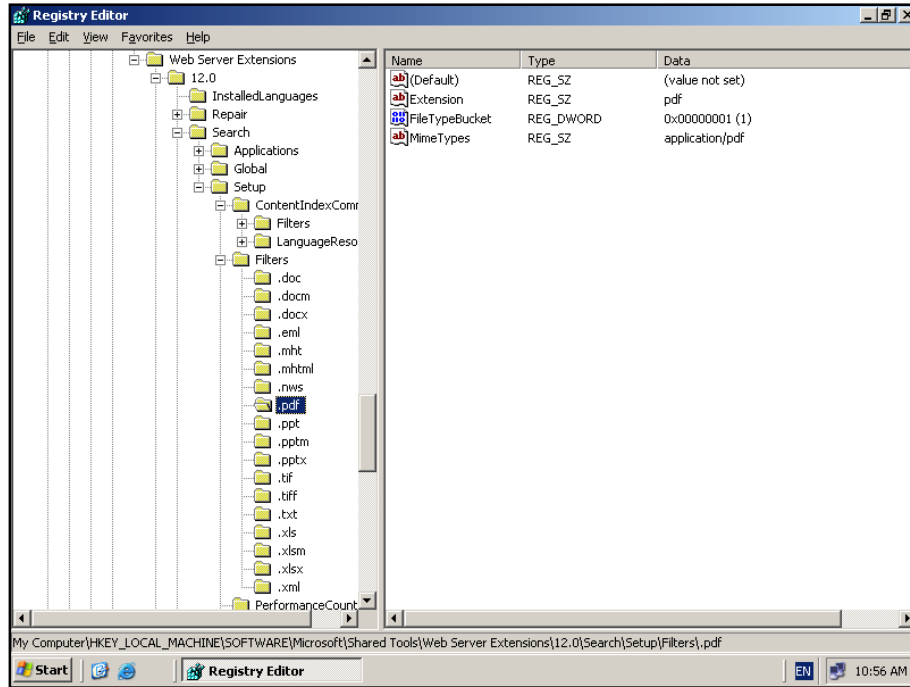 Registry Editor
File Edit View Favorites Help
Web Server Extensions
12.0
InstalledLanguages
Repair
Search
Applications
Global
Setup
ContentIndexComm
Filters
LanguageReso
Filters
.doc
.docm
.docx
.eml
.mht
.mhtml
.nws
.pdf
.ppt
.pptm
.pptx
.tif
.tiff
.txt
.xls
.xlsm
.xlsx
.xml
PerformanceCount
Name Type Data
(Default) REG_SZ (value not set)
Extension REG_SZ pdf
FileTypeBucket REG_DWORD 0x00000001 (1)
MimeTypes REG_SZ application/pdf
My Computer\HKEY_LOCAL_MACHINE\SOFTWARE\Microsoft\Shared Tools\Web Server Extensions\12.0\Search\Setup\Filters\.pdf
Start Registry Editor EN 10:56 AM